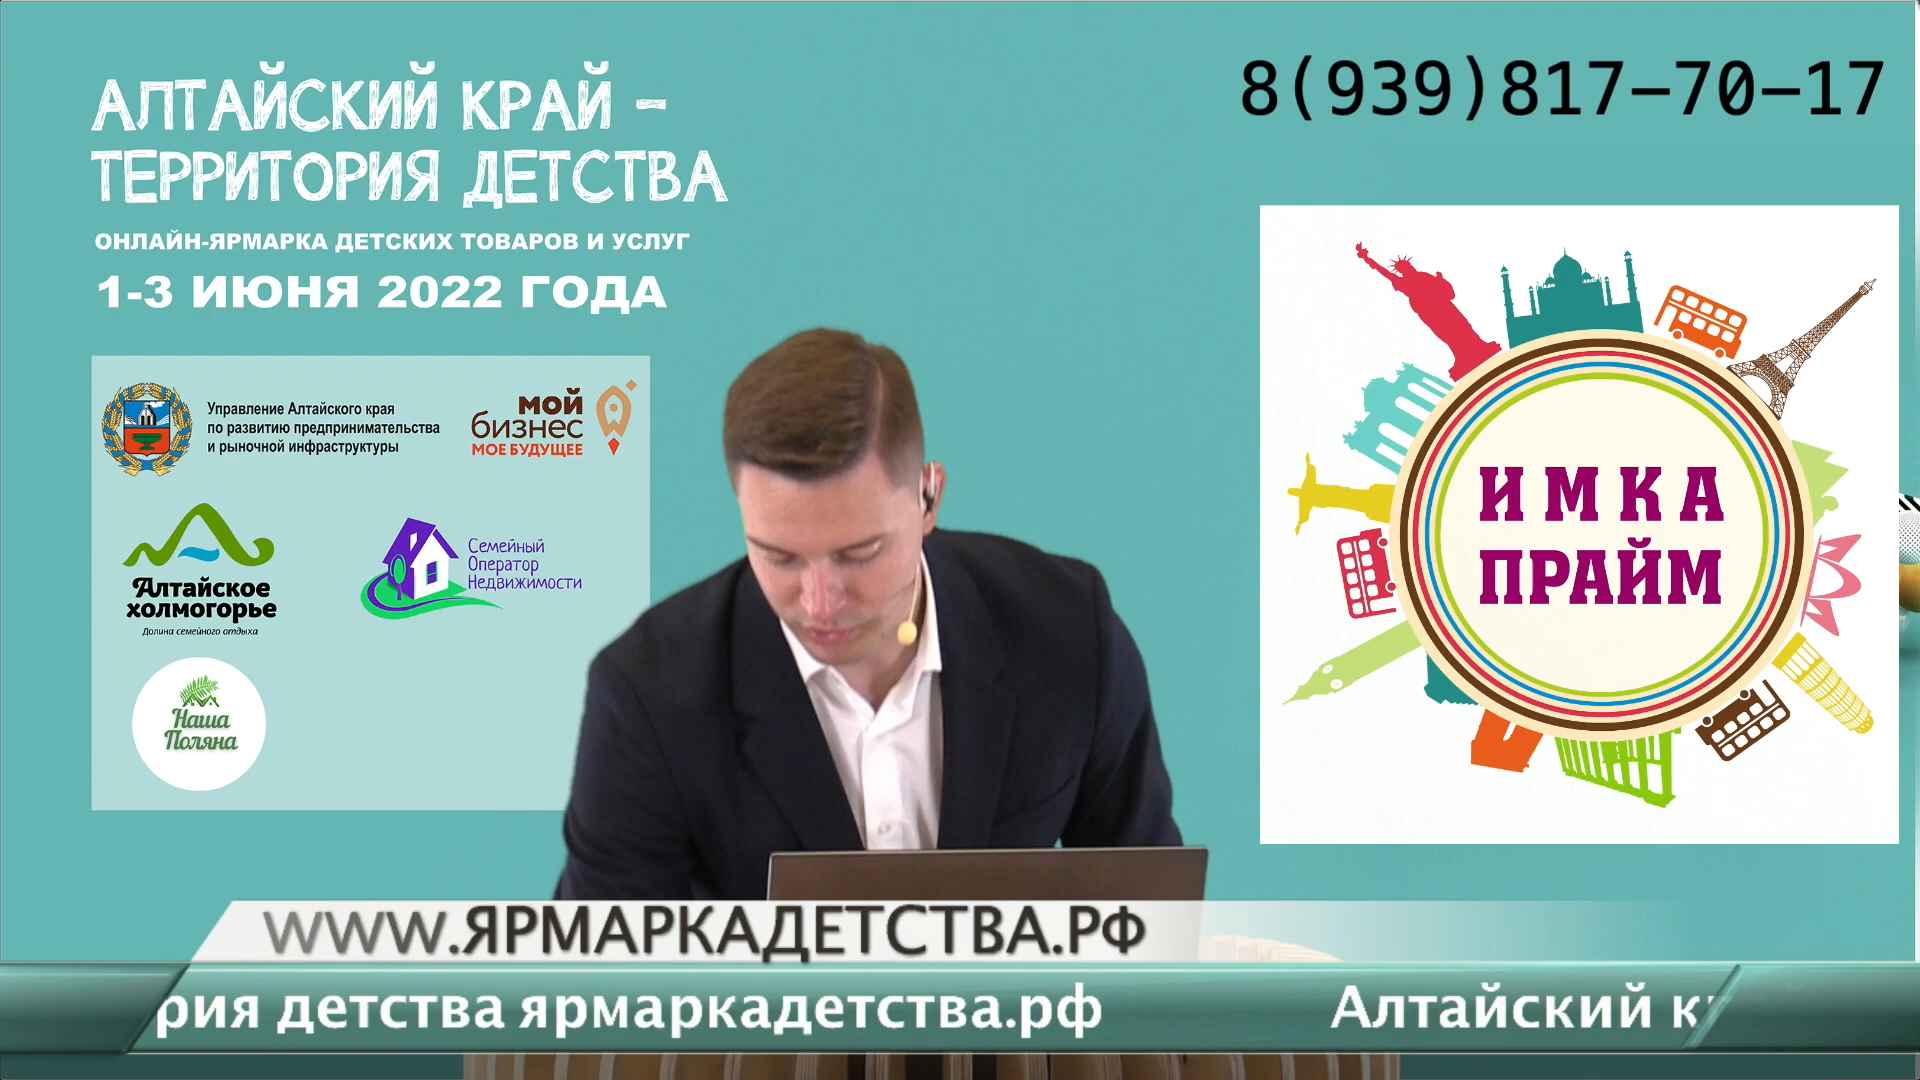 АЛТАЙСКИЙ КРАЙ -
ТЕРРИТОРИЯ ДЕТСТВА
ОНЛАЙН-ЯРМАРКА ДЕТСКИХ ТОВАРОВ И УСЛУГ
1-3 ИЮНЯ 2022 ГОДА
8(939)817-70-17
Управление Алтайского края
по развитию предпринимательства
и рыночной инфраструктуры
МОЙ
бизнес
МОЕ БУДУЩЕЕ
Алтайское
холмогорье
Долина семейного отдыха
Семейный
Оператор
Недвижимости
Наша
Поляна
ИМКА
ПРАЙМ
WWW.ЯРМАРКАДЕТСТВА.РФ
рия детства ярмаркадетства.рф
Алтайский к